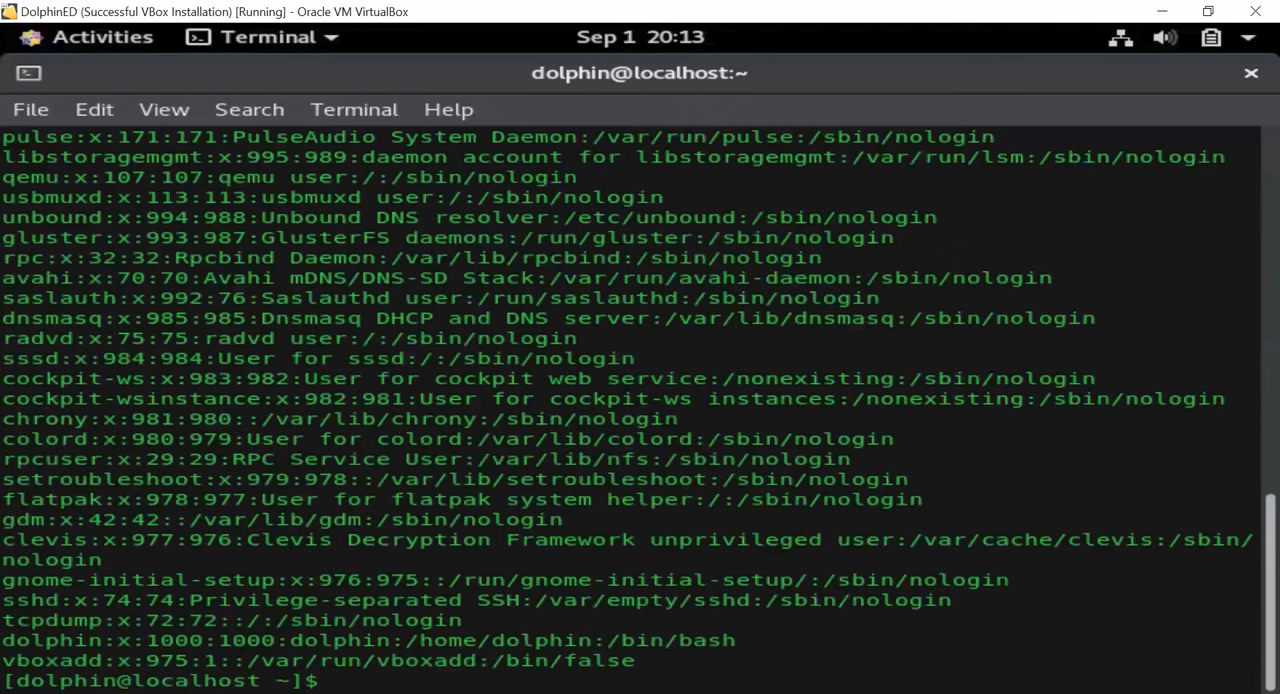 DolphinED (Successful VBox Installation) [Running] - Oracle VM VirtualBox
Activities Terminal Sep 1 20:13
dolphin@localhost:~
File Edit View Search Terminal Help
pulse:x:171:171:PulseAudio System Daemon:/var/run/pulse:/sbin/nologin
libstoragemgmt:x:995:989:daemon account for libstoragemgmt:/var/run/lsm:/sbin/nologin
qemu:x:107:107:qemu user:/:/sbin/nologin
usbmuxd:x:113:113:usbmuxd user:/:/sbin/nologin
unbound:x:994:988:Unbound DNS resolver:/etc/unbound:/sbin/nologin
gluster:x:993:987:GlusterFS daemons:/run/gluster:/sbin/nologin
rpc:x:32:32:Rpcbind Daemon:/var/lib/rpcbind:/sbin/nologin
avahi:x:70:70:Avahi mDNS/DNS-SD Stack:/var/run/avahi-daemon:/sbin/nologin
saslauth:x:992:76:Saslauthd user:/run/saslauthd:/sbin/nologin
dnsmasq:x:985:985:Dnsmasq DHCP and DNS server:/var/lib/dnsmasq:/sbin/nologin
radvd:x:75:75:radvd user:/:/sbin/nologin
sssd:x:984:984:User for sssd:/:/sbin/nologin
cockpit-ws:x:983:982:User for cockpit web service:/nonexisting:/sbin/nologin
cockpit-wsinstance:x:982:981:User for cockpit-ws instances:/nonexisting:/sbin/nologin
chrony:x:981:980::/var/lib/chrony:/sbin/nologin
colord:x:980:979:User for colord:/var/lib/colord:/sbin/nologin
rpcuser:x:29:29:RPC Service User:/var/lib/nfs:/sbin/nologin
setroubleshoot:x:979:978::/var/lib/setroubleshoot:/sbin/nologin
flatpak:x:978:977:User for flatpak system helper:/:/sbin/nologin
gdm:x:42:42::/var/lib/gdm:/sbin/nologin
clevis:x:977:976:Clevis Decryption Framework unprivileged user:/var/cache/clevis:/sbin/
nologin
gnome-initial-setup:x:976:975::/run/gnome-initial-setup/:/sbin/nologin
sshd:x:74:74:Privilege-separated SSH:/var/empty/sshd:/sbin/nologin
tcpdump:x:72:72::/:/sbin/nologin
dolphin:x:1000:1000:dolphin:/home/dolphin:/bin/bash
vboxadd:x:975:1::/var/run/vboxadd:/bin/false
[dolphin@localhost ~]$